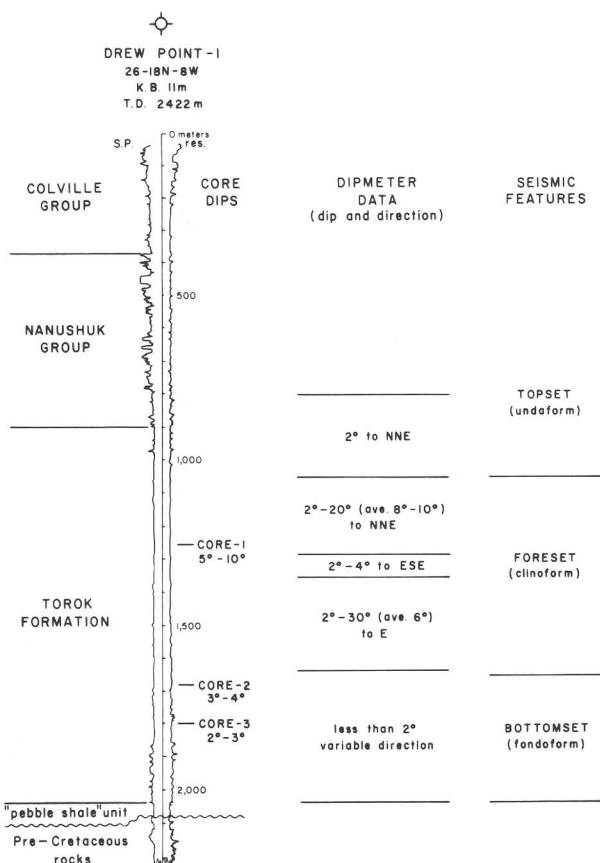 DREW POINT-1
26-18N-8W
K.B. 11m
T.D. 2422m
0 meters
S.P.
res.
COLVILLE
GROUP
CORE
DIPS
DIPMETER
DATA
(dip and direction)
SEISMIC
FEATURES
500
NANUSHUK
GROUP
TOPSET
(undaform)
2° to NNE
1,000
2°-20° (ave. 8°-10°)
to NNE
CORE-1
5°-10°
2°-4° to ESE
FORESET
(clinoform)
TOROK
FORMATION
2°-30° (ave. 6°)
to E
1,500
CORE-2
3°-4°
CORE-3
2°-3°
less than 2°
variable direction
BOTTOMSET
(fondoform)
2,000
"pebble shale" unit
Pre-Cretaceous
rocks